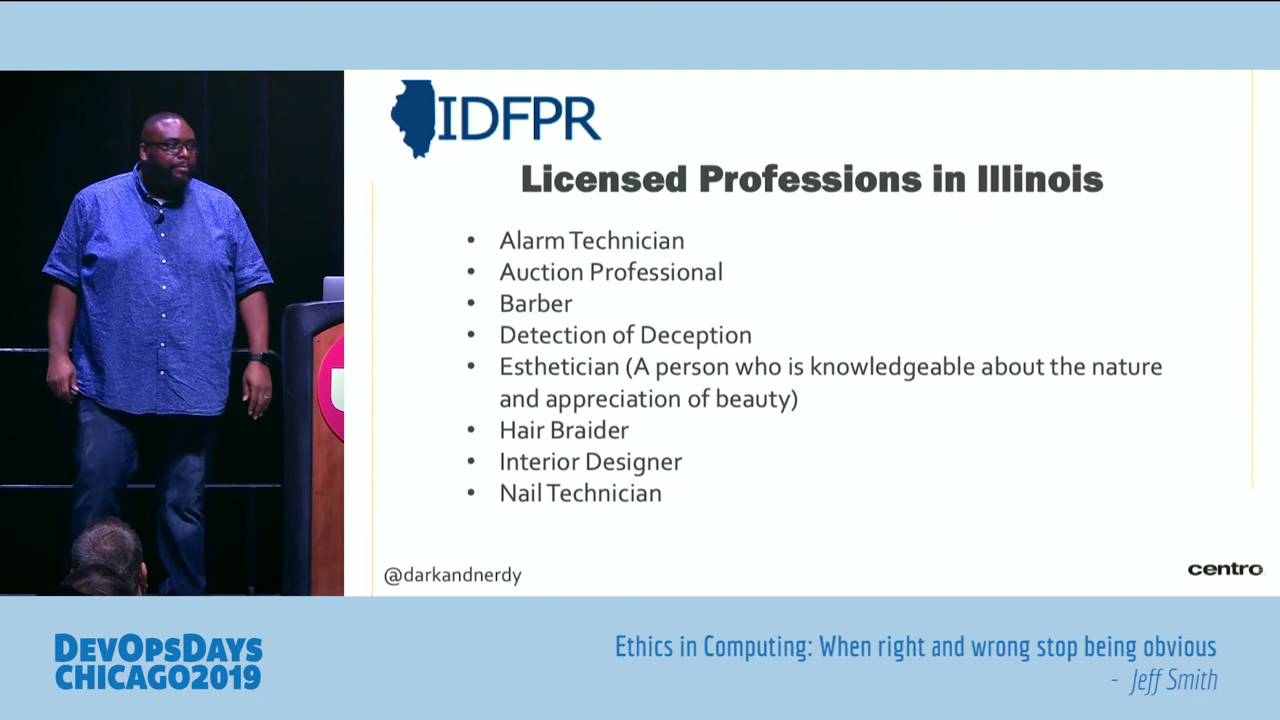 IDFPR
Licensed Professions in Illinois
• Alarm Technician
• Auction Professional
• Barber
• Detection of Deception
• Esthetician (A person who is knowledgeable about the nature
and appreciation of beauty)
• Hair Braider
• Interior Designer
• Nail Technician
@darkandnerdy
centro
DEVOPSDAYS
CHICAGO2019
Ethics in Computing: When right and wrong stop being obvious
- Jeff Smith